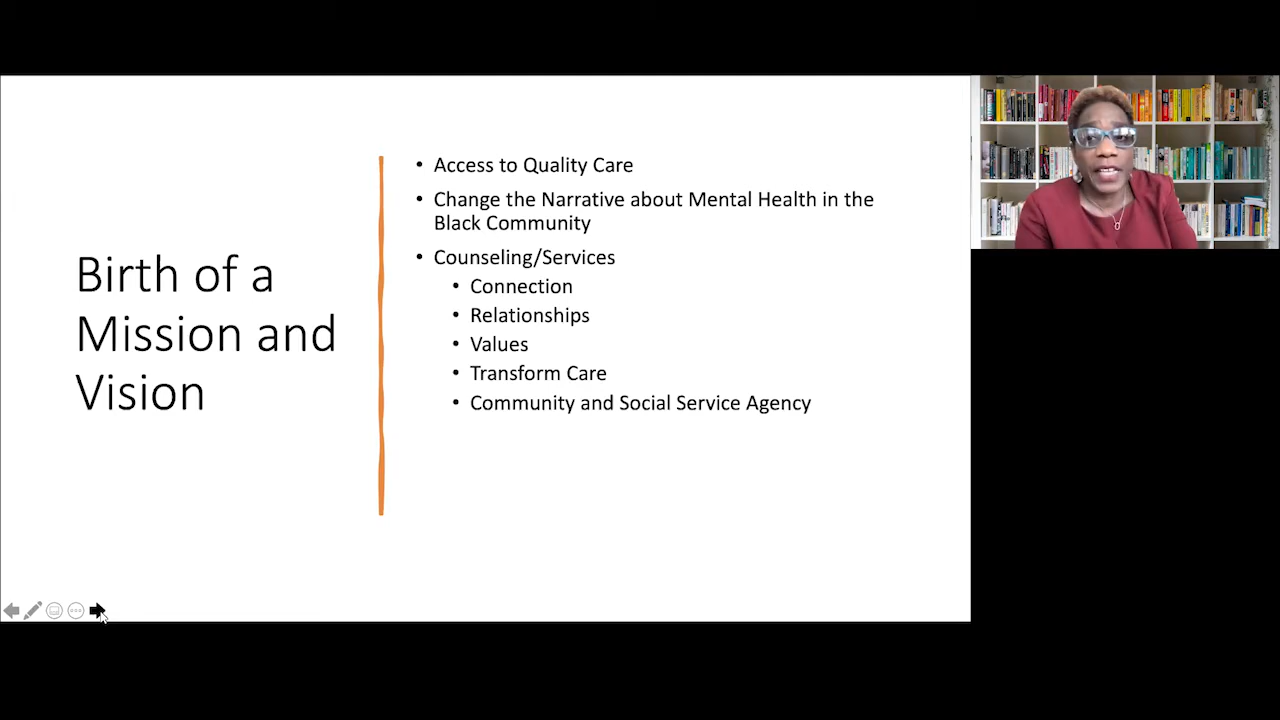 Birth of a
Mission and
Vision
• Access to Quality Care
• Change the Narrative about Mental Health in the
Black Community
• Counseling/Services
• Connection
• Relationships
• Values
• Transform Care
• Community and Social Service Agency